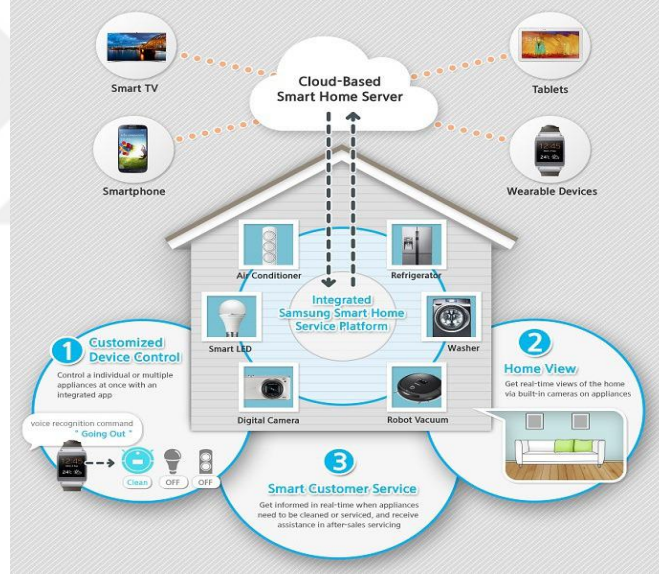 Cloud-Based
Smart Home Server
Smart TV
Tablets
Smartphone
Wearable Devices
Air Conditioner
Refrigerator
Integrated
Samsung Smart Home
Service Platform
Smart LED
Washer
Digital Camera
Robot Vacuum
1
Customized
Device Control
Control a individual or multiple
appliances at once with an
integrated app
voice recognition command
" Going Out "
Clean
OFF
OFF
2
Home View
Get real-time views of the home
via built-in cameras on appliances
3
Smart Customer Service
Get informed in real-time when appliances
need to be cleaned or serviced, and receive
assistance in after-sales servicing